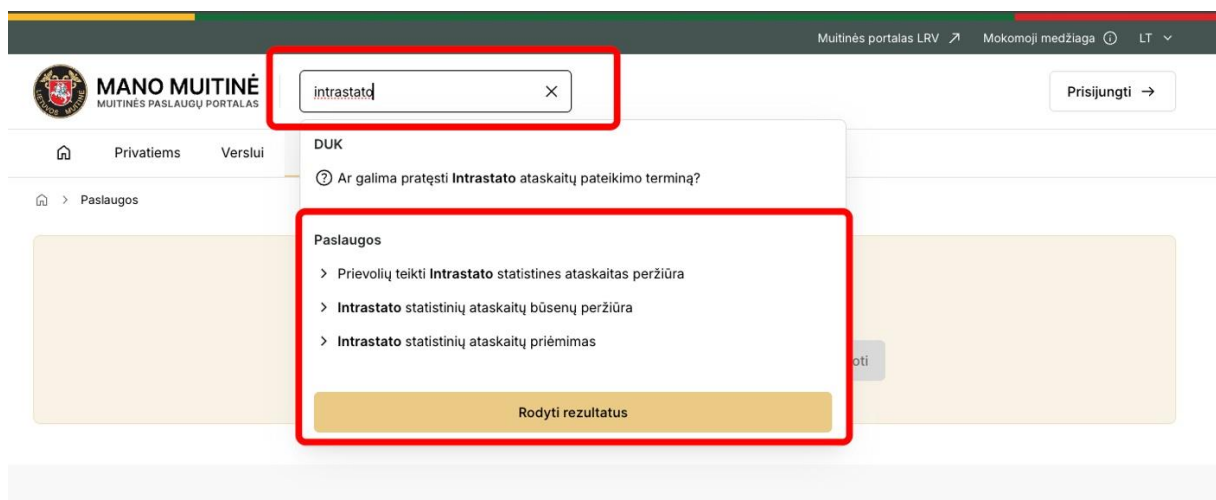 Muitinės portalas LRV
Mokomoji medžiaga
LT
MANO MUITINĖ
MUITINĖS PASLAUGŲ PORTALAS
intrastato
Prisijungti
Privatiems
Verslui
DUK
Ar galima pratęsti Intrastato ataskaitų pateikimo terminą?
Paslaugos
Paslaugos
Prievolių teikti Intrastato statistines ataskaitas peržiūra
Intrastato statistinių ataskaitų būsenų peržiūra
Intrastato statistinių ataskaitų priėmimas
oti
Rodyti rezultatus